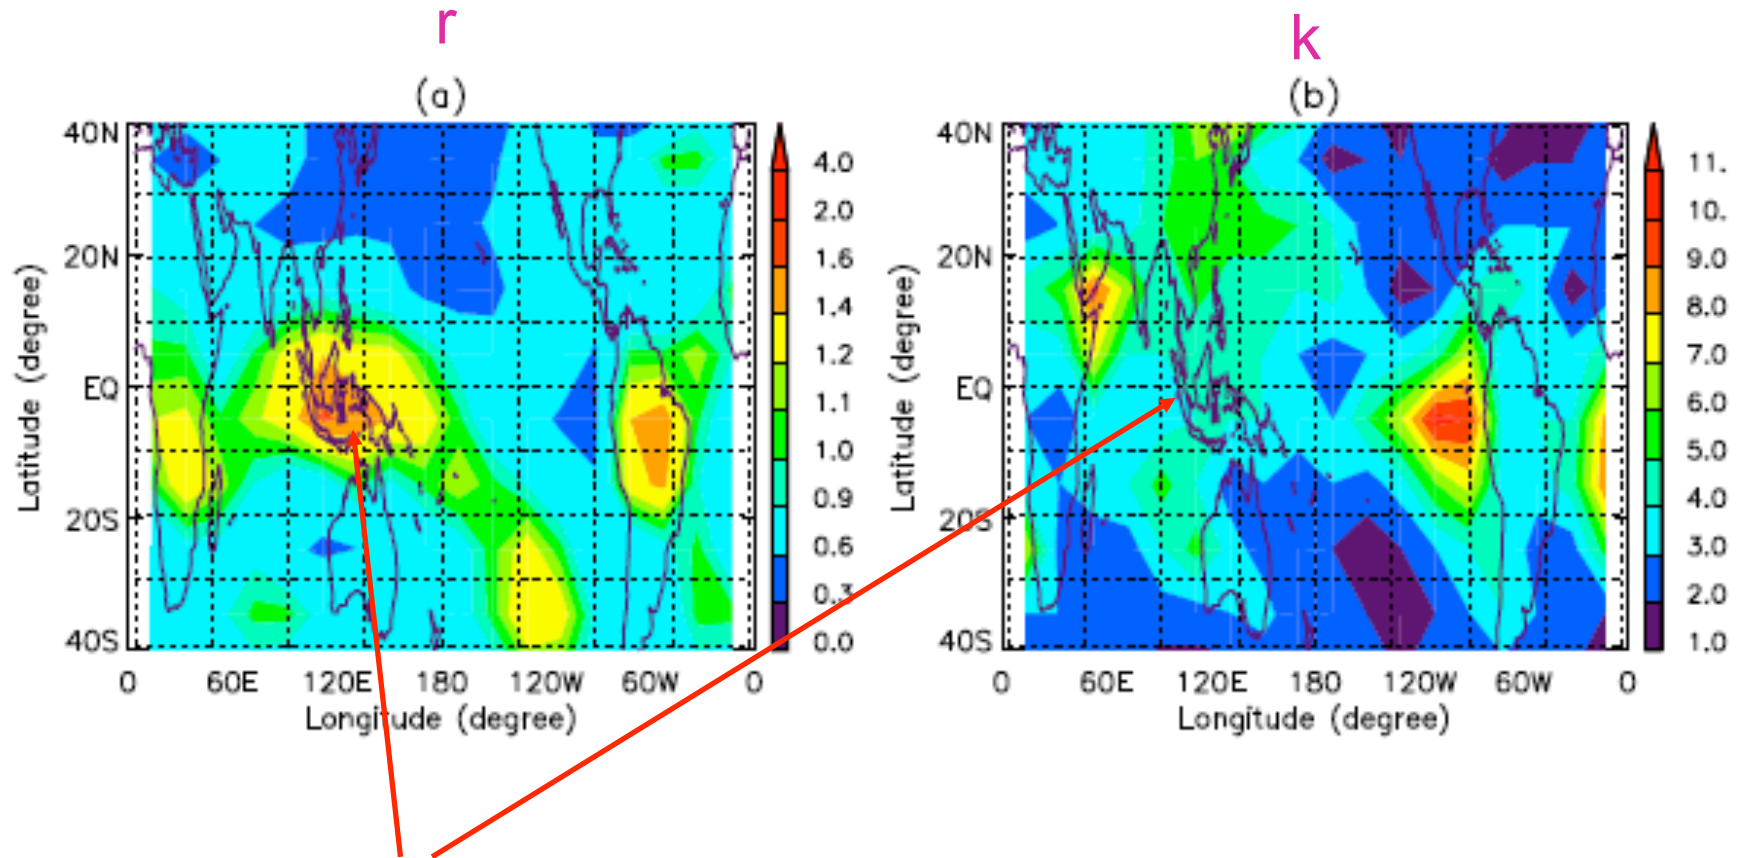 r
k
(a)
(b)
40N
20N
EQ
20S
40S
Latitude (degree)
0 60E 120E 180 120W 60W 0
Longitude (degree)
4.0
2.0
1.6
1.4
1.2
1.1
1.0
0.9
0.6
0.3
0.0
40N
20N
EQ
20S
40S
Latitude (degree)
0 60E 120E 180 120W 60W 0
Longitude (degree)
11.
10.
9.0
8.0
7.0
6.0
5.0
4.0
3.0
2.0
1.0